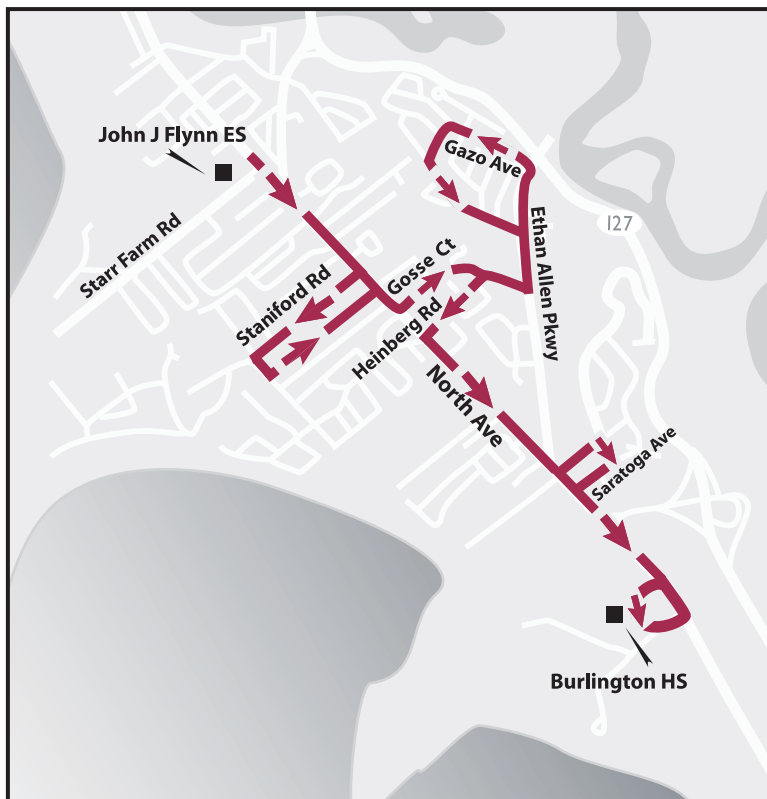 John J Flynn ES
Gazo Ave
127
Ethan Allen Pkwy
Starr Farm Rd
Gosse Ct
Staniford Rd
Heinberg Rd
North Ave
Saratoga Ave
Burlington HS